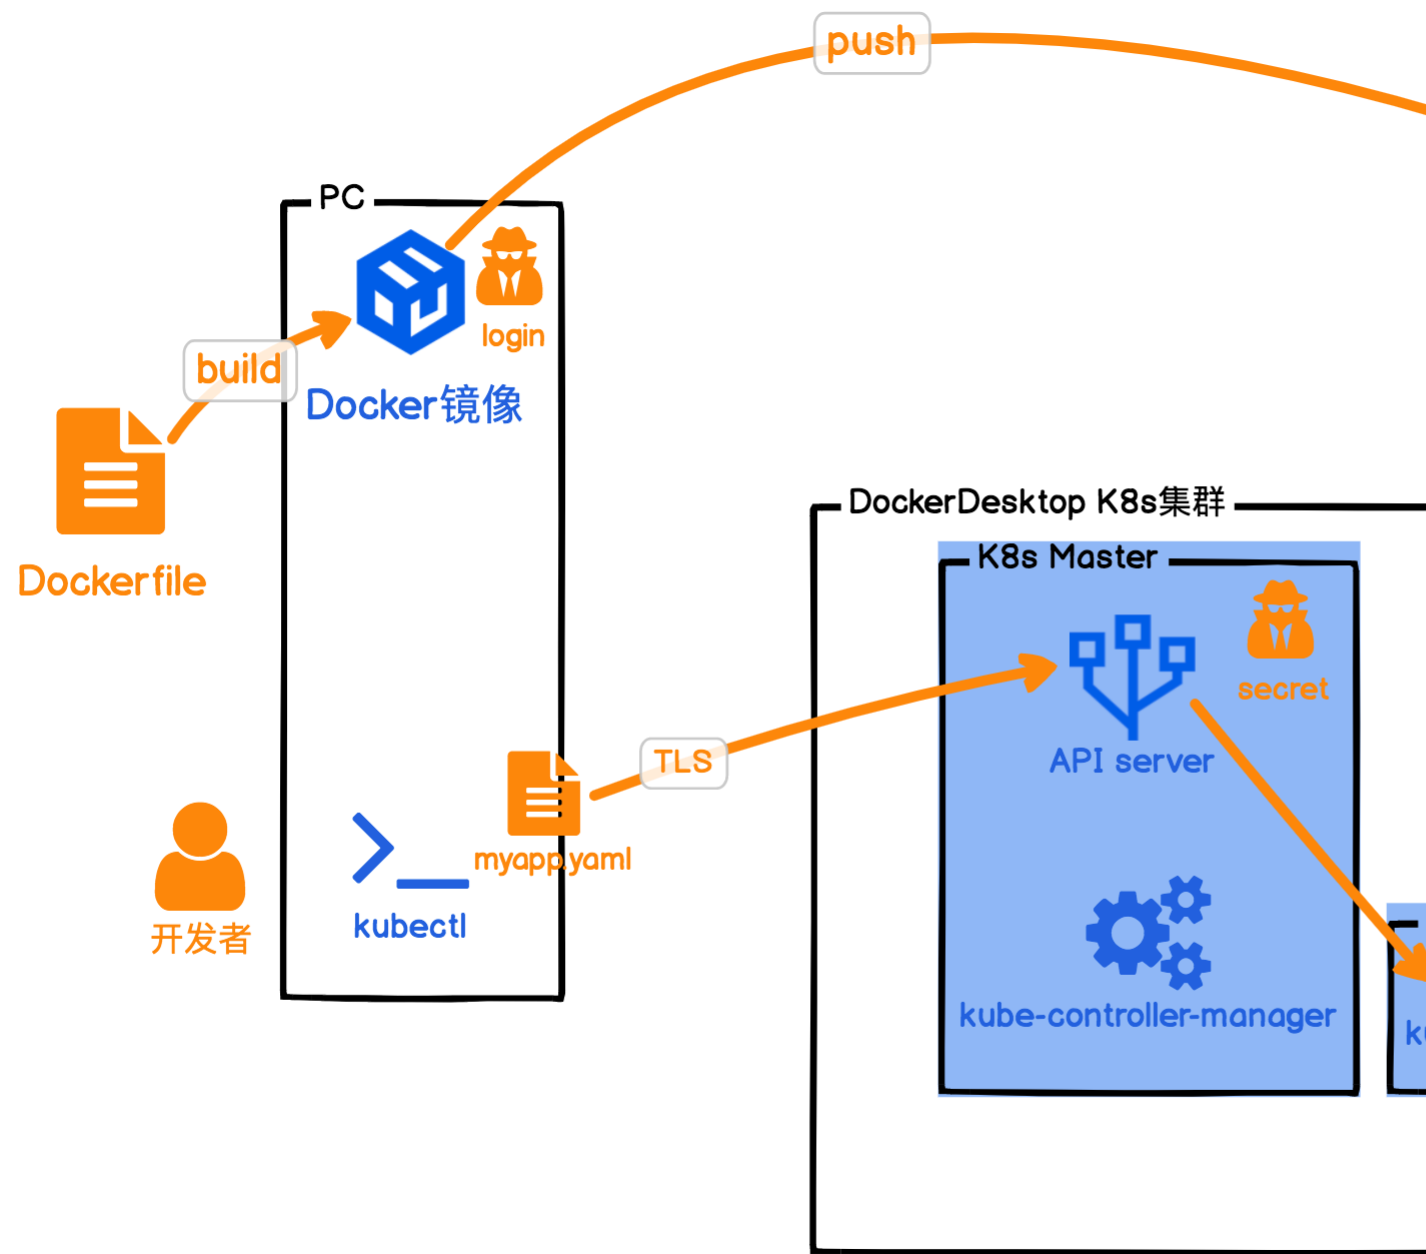 push
PC
login
build
Docker镜像
Dockerfile
DockerDesktop K8s集群
K8s Master
secret
TLS
API server
myapp.yaml
kubectl
开发者
kube-controller-manager